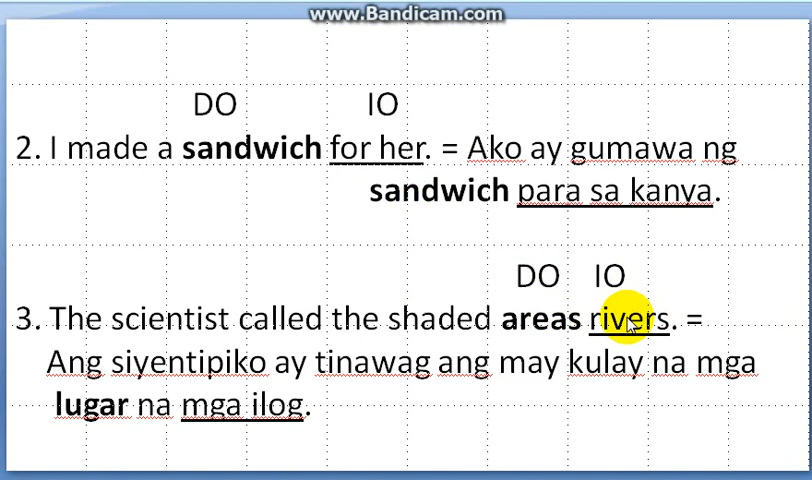 www.Bandicam.com
DO IO
2. I made a sandwich for her. = Ako ay gumawa ng
sandwich para sa kanya.
DO IO
3. The scientist called the shaded areas rivers. =
Ang siyentipiko ay tinawag ang may kulay na mga
lugar na mga ilog.